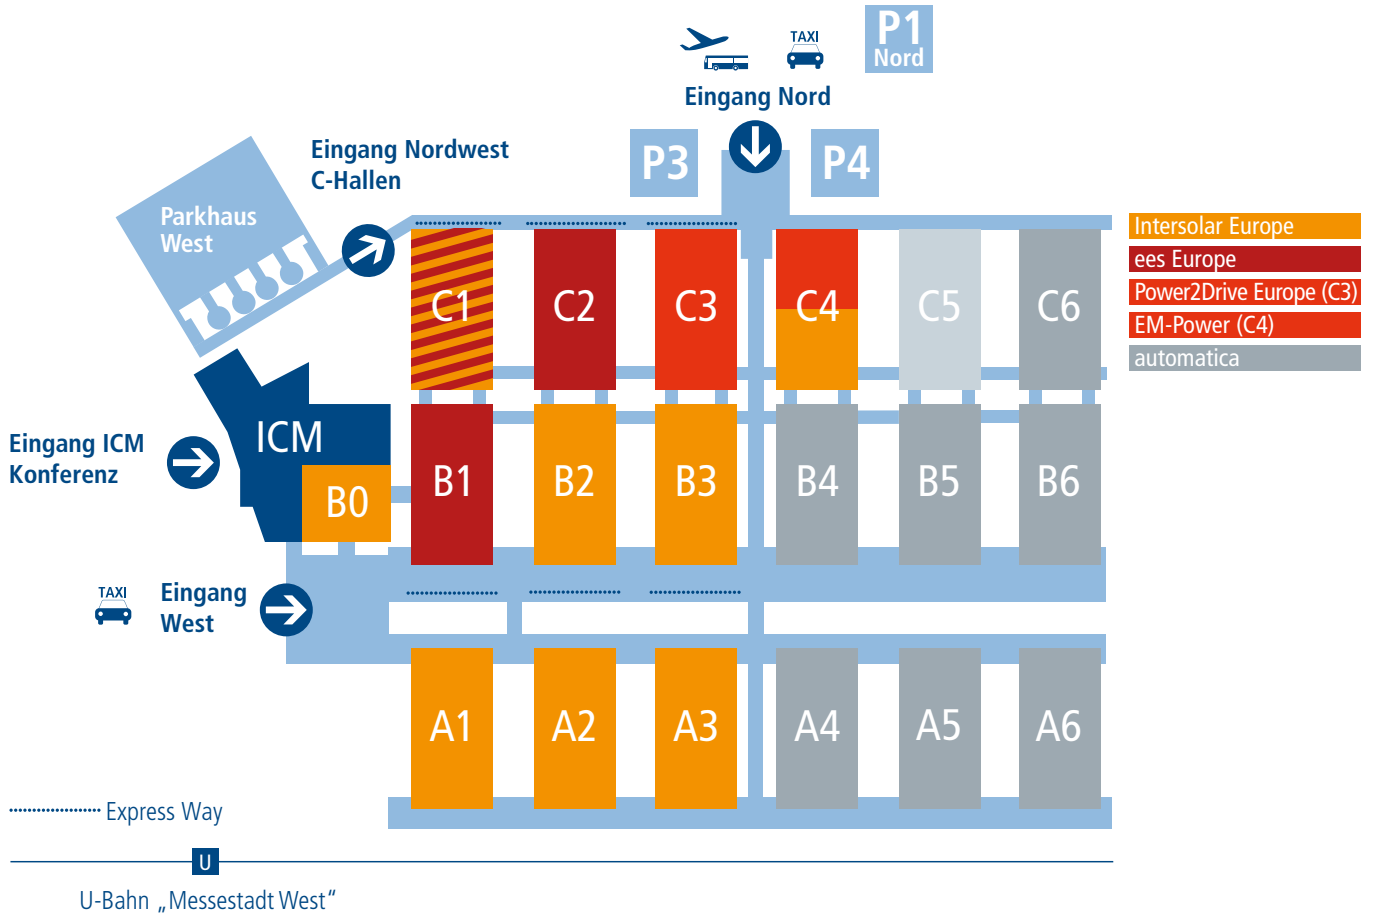 P1
Nord
TAXI
Eingang Nord
P3
P4
Eingang Nordwest
C-Hallen
Parkhaus
West
Intersolar Europe
ees Europe
Power2Drive Europe (C3)
EM-Power (C4)
automatica
C1
C2
C3
C4
C5
C6
Eingang ICM
Konferenz
ICM
B0
B1
B2
B3
B4
B5
B6
TAXI
Eingang
West
A1
A2
A3
A4
A5
A6
Express Way
U
U-Bahn „Messestadt West“